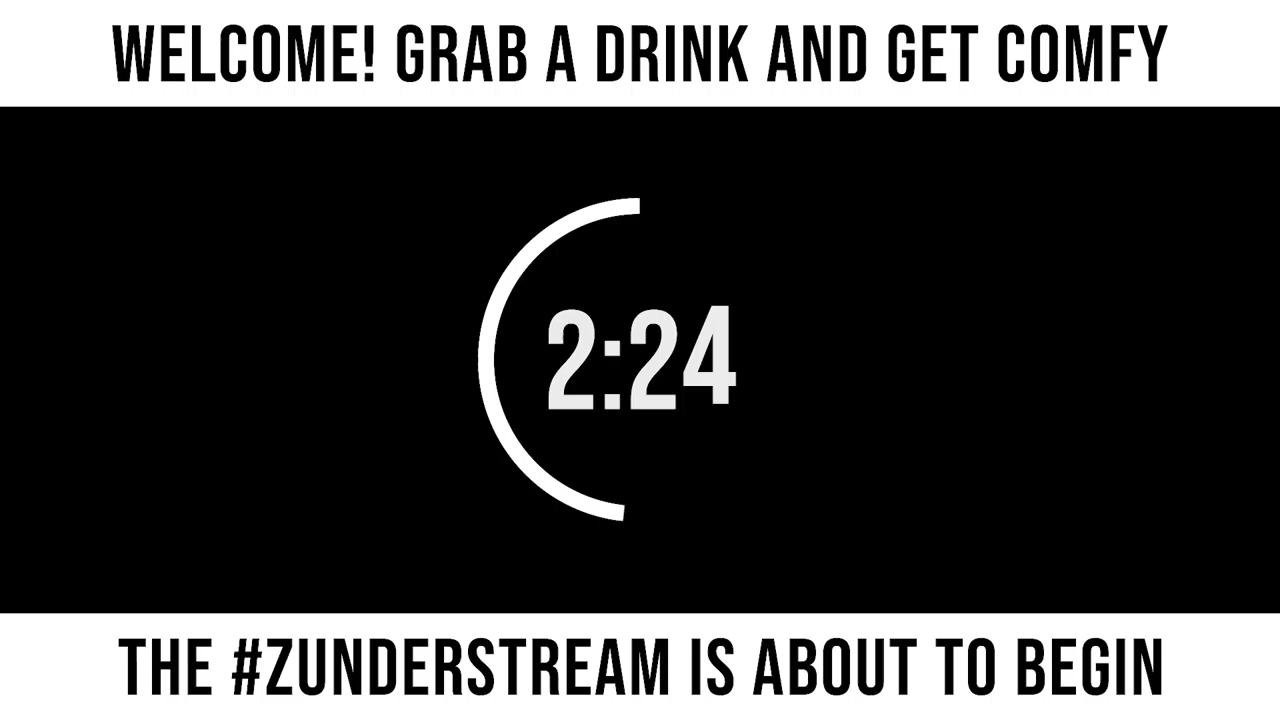 WELCOME! GRAB A DRINK AND GET COMFY
2:24
THE #ZUNDERSTREAM IS ABOUT TO BEGIN